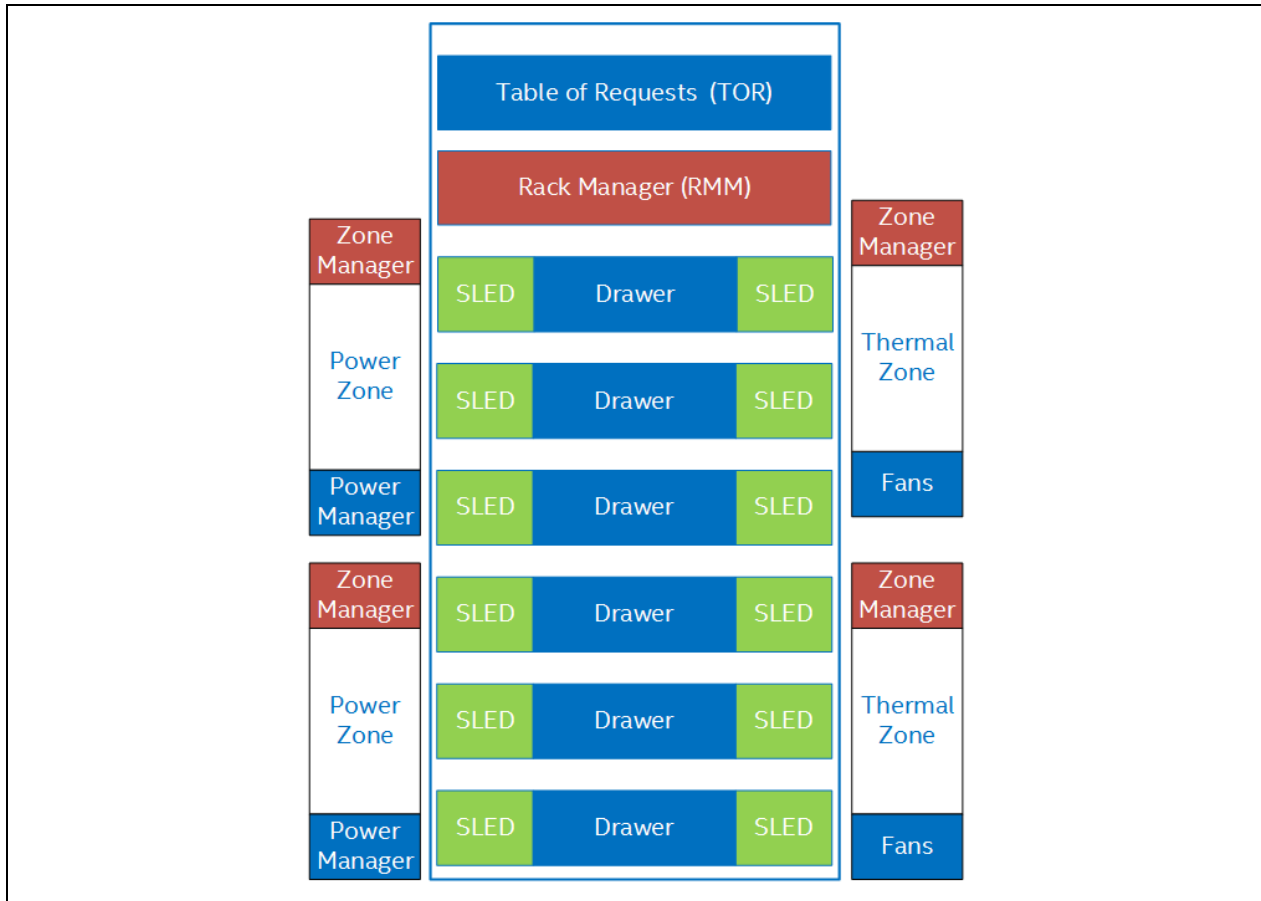 Table of Requests (TOR)
Rack Manager (RMM)
Zone
Manager
Power
Zone
Power
Manager
Zone
Manager
Power
Zone
Power
Manager
SLED Drawer SLED
SLED Drawer SLED
SLED Drawer SLED
SLED Drawer SLED
SLED Drawer SLED
SLED Drawer SLED
Zone
Manager
Thermal
Zone
Fans
Zone
Manager
Thermal
Zone
Fans